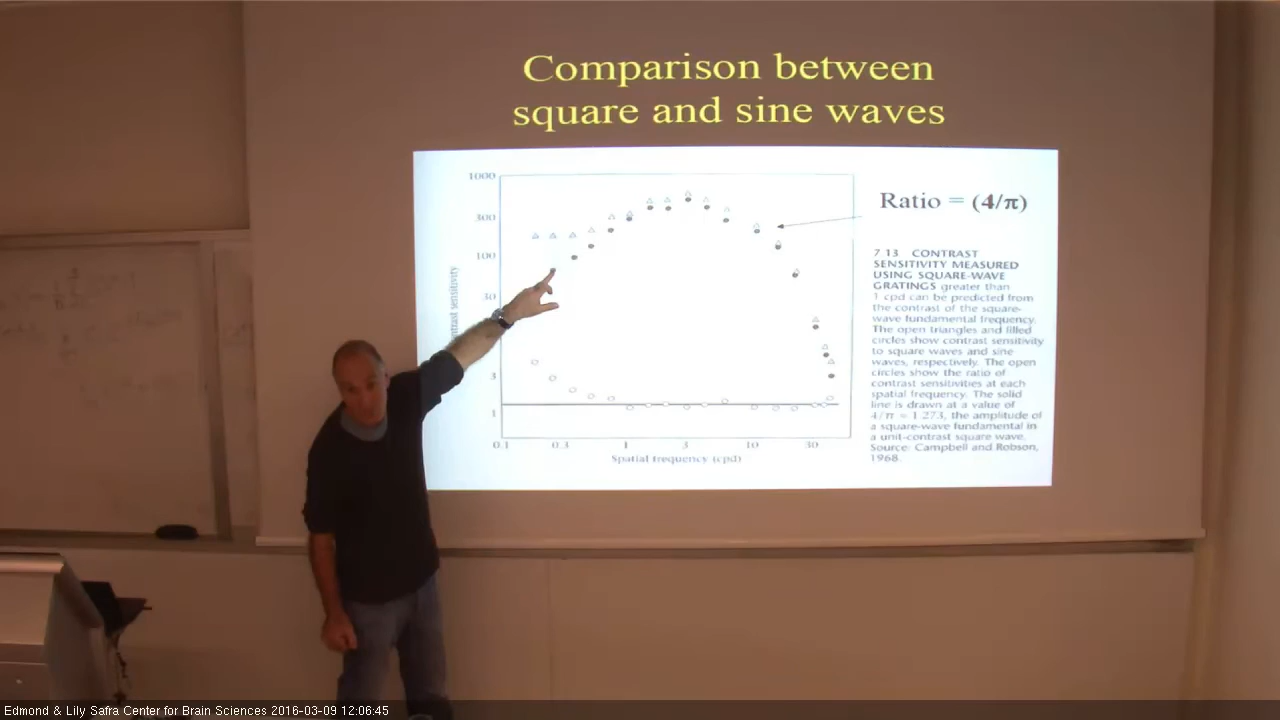 Comparison between
square and sine waves
1000
300
100
30
3
1
0.1
0.3
1
3
10
30
Spatial frequency (cpd)
Ratio = (4/π)
7 13 CONTRAST
SENSITIVITY MEASURED
USING SQUARE-WAVE
GRATINGS greater than
1 cpd can be predicted from
the contrast of the square-
wave fundamental frequency.
The open triangles and filled
circles show contrast sensitivity
to square waves and sine
waves, respectively. The open
circles show the ratio of
contrast sensitivities at each
spatial frequency. The solid
line is drawn at a value of
4/π = 1 273, the amplitude of
a square-wave fundamental in
a unit-contrast square wave.
Source: Campbell and Robson,
1968.
Edmond & Lily Safra Center for Brain Sciences 2016-03-09 12:06:45